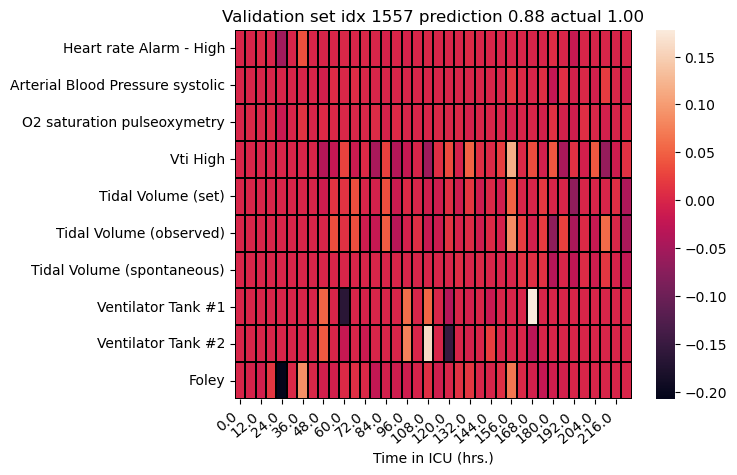 Validation set idx 1557 prediction 0.88 actual 1.00
Heart rate Alarm - High
Arterial Blood Pressure systolic
O2 saturation pulseoxymetry
Vti High
Tidal Volume (set)
Tidal Volume (observed)
Tidal Volume (spontaneous)
Ventilator Tank #1
Ventilator Tank #2
Foley
0.0
12.0
24.0
36.0
48.0
60.0
72.0
84.0
96.0
108.0
120.0
132.0
144.0
156.0
168.0
180.0
192.0
204.0
216.0
Time in ICU (hrs.)
0.15
0.10
0.05
0.00
−0.05
−0.10
−0.15
−0.20